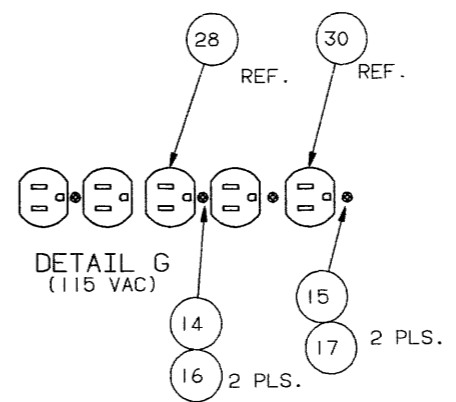 28
REF.
30
REF.
DETAIL G
(115 VAC)
14
16
2 PLS.
15
17
2 PLS.